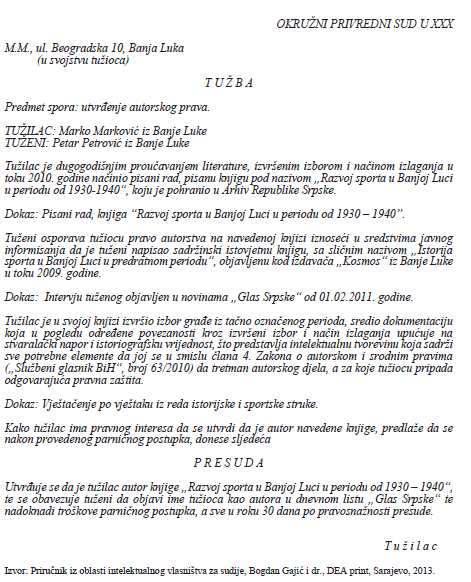 OKRUŽNI PRIVREDNI SUD U XXX
M.M., ul. Beogradska 10, Banja Luka
(u svojstvu tužioca)
T U Ž B A
Predmet spora: utvrđenje autorskog prava.
TUŽILAC: Marko Marković iz Banje Luke
TUŽENI: Petar Petrović iz Banje Luke
Tužilac je dugogodišnjim proučavanjem literature, izvršenim izborom i načinom izlaganja u
toku 2010. godine načinio pisani rad, pisanu knjigu pod nazivom „Razvoj sporta u Banjoj Luci
u periodu od 1930-1940“, koju je pohranio u Arhiv Republike Srpske.
Dokaz: Pisani rad, knjiga “Razvoj sporta u Banjoj Luci u periodu od 1930 – 1940”.
Tuženi osporava tužiocu pravo autorstva na navedenoj knjizi iznoseći u sredstvima javnog
informisanja da je tuženi napisao sadržinski istovjetnu knjigu, sa sličnim nazivom „Istorija
sporta u Banjoj Luci u predratnom periodu“, objavljenu kod izdavača „Kosmos“ iz Banje Luke
u toku 2009. godine.
Dokaz: Intervju tuženog objavljen u novinama „Glas Srpske“ od 01.02.2011. godine.
Tužilac je u svojoj knjizi izvršio izbor građe iz tačno označenog perioda, sredio dokumentaciju
koja u pogledu određene povezanosti kroz izvršeni izbor i način izlaganja upućuje na
stvaralački napor i istoriografsku vrijednost, što predstavlja intelektualnu tvorevinu koja sadrži
sve potrebne elemente da joj se u smislu člana 4. Zakona o autorskom i srodnim pravima
(„Službeni glasnik BiH“, broj 63/2010) da tretman autorskog djela, a za koje tužiocu pripada
odgovarajuća pravna zaštita.
Dokaz: Vještačenje po vještaku iz reda istorijske i sportske struke.
Kako tužilac ima pravnog interesa da se utvrdi da je autor navedene knjige, predlaže da se
nakon provedenog parničnog postupka, donese sljedeća
P R E S U D A
Utvrđuje se da je tužilac autor knjige „Razvoj sporta u Banjoj Luci u periodu od 1930 – 1940“,
te se obavezuje tuženi da objavi ime tužioca kao autora u dnevnom listu „Glas Srpske“ te
nadoknadi troškove parničnog postupka, a sve u roku 30 dana po pravosnažnosti presude.
T u ž i l a c
Izvor: Priručnik iz oblasti intelektualnog vlasništva za sudije, Bogdan Gajić i dr., DEA print, Sarajevo, 2013.